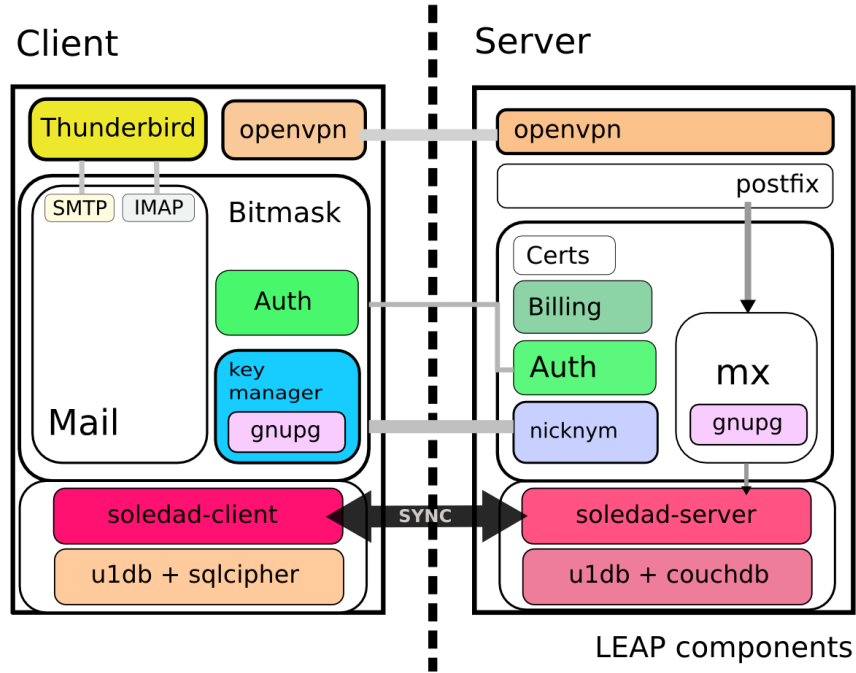 Client
Server
Thunderbird
openvpn
openvpn
postfix
SMTP
IMAP
Bitmask
Certs
Auth
Billing
Auth
mx
key
manager
gnupg
Mail
nicknym
gnupg
soledad-client
SYNC
soledad-server
u1db + sqlcipher
u1db + couchdb
LEAP components